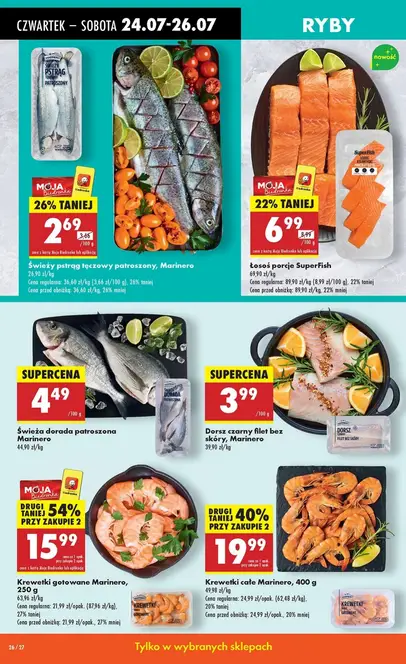 CZWARTEK – SOBOTA 24.07-26.07
RYBY
nowość
PSTRĄG
PATROSZONY
MOJA
Biedronka
26% TANIEJ
2 69
3,65
/100 g
Świeży pstrąg tęczowy patroszony, Marinero
26,90 zł/kg
Cena regularna: 36,60 zł/kg (3,66 zł/100 g), 26% taniej
Cena przed obniżką: 36,60 zł/kg, 26% mniej
SuperFish
MOJA
Biedronka
22% TANIEJ
6 99
8,99
/100 g
Łosoś porcje SuperFish
69,90 zł/kg
Cena regularna: 89,90 zł/kg (8,99 zł/100 g), 22% taniej
Cena przed obniżką: 89,90 zł/kg, 22% mniej
SUPERCENA
4 49
/100 g
DORADA
Świeża dorada patroszona
Marinero
44,90 zł/kg
SUPERCENA
3 99
/100 g
DORSZ
Dorsz czarny filet bez
skóry, Marinero
39,90 zł/kg
MOJA
Biedronka
DRUGI TANIEJ 54%
PRZY ZAKUPIE 2
15 99
Krewetki gotowane Marinero,
250 g
63,96 zł/kg
Cena regularna: 21,99 zł/opak. (87,96 zł/kg),
27% taniej
Cena przed obniżką: 21,99 zł/opak., 27% mniej
KREWETKI
DRUGI TANIEJ 40%
PRZY ZAKUPIE 2
19 99
Krewetki całe Marinero, 400 g
49,98 zł/kg
Cena regularna: 24,99 zł/opak. (62,48 zł/kg),
20% taniej
Cena przed obniżką: 24,99 zł/opak., 20% mniej
KREWETKI
26 / 27
Tylko w wybranych sklepach